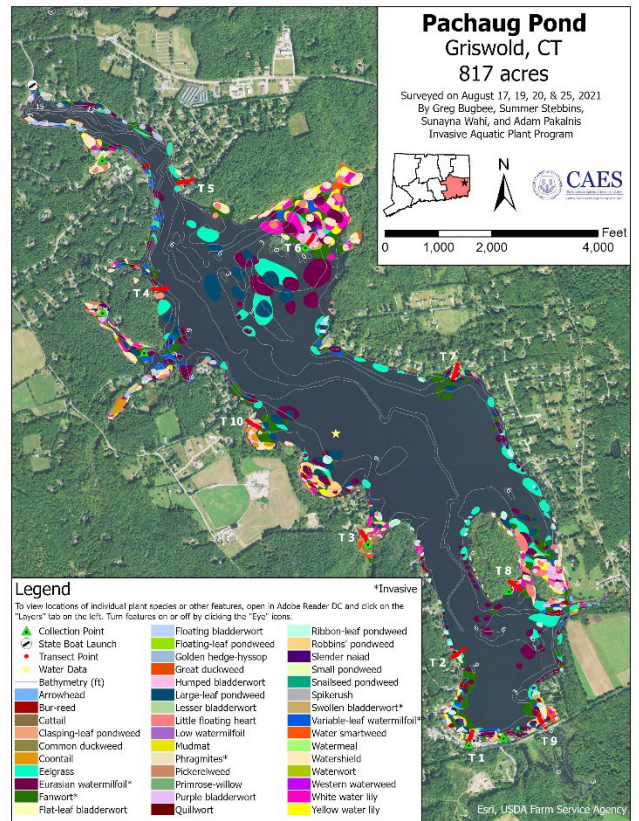 Pachaug Pond
Griswold, CT
817 acres
Surveyed on August 17, 19, 20, & 25, 2021
By Greg Bugbee, Summer Stebbins,
Sunayna Wahi, and Adam Pakalnis
Invasive Aquatic Plant Program
N
CAES
Feet
0 1,000 2,000 4,000
T 5
T 6
T 4
T 7
T 10
T 3
T 8
T 2
T 1
T 9
Legend
*Invasive
To view locations of individual plant species or other features, open in Adobe Reader DC and click on the
"Layers" tab on the left. Turn features on or off by clicking the "Eye" icons.
Collection Point
State Boat Launch
Transect Point
Water Data
Bathymetry (ft)
Arrowhead
Bur-reed
Cattail
Clasping-leaf pondweed
Common duckweed
Coontail
Eelgrass
Eurasian watermilfoil*
Fanwort*
Flat-leaf bladderwort
Floating bladderwort
Floating-leaf pondweed
Golden hedge-hyssop
Great duckweed
Humped bladderwort
Large-leaf pondweed
Lesser bladderwort
Little floating heart
Low watermilfoil
Mudmat
Phragmites*
Pickerelweed
Primrose-willow
Purple bladderwort
Quillwort
Ribbon-leaf pondweed
Robbins' pondweed
Slender naiad
Small pondweed
Snailseed pondweed
Spikerush
Swollen bladderwort*
Variable-leaf watermilfoil*
Water smartweed
Watermeal
Watershield
Waterwort
Western waterweed
White water lily
Yellow water lily
Esri, USDA Farm Service Agency